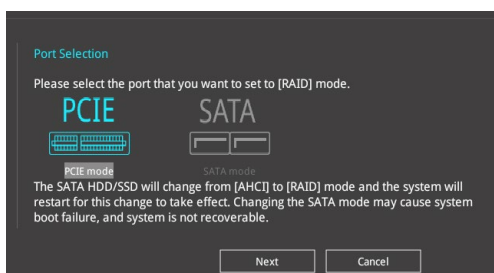 Port Selection
Please select the port that you want to set to [RAID] mode.
PCIE SATA
PCIE mode SATA mode
The SATA HDD/SSD will change from [AHCI] to [RAID] mode and the system will
restart for this change to take effect. Changing the SATA mode may cause system
boot failure, and system is not recoverable.
Next Cancel